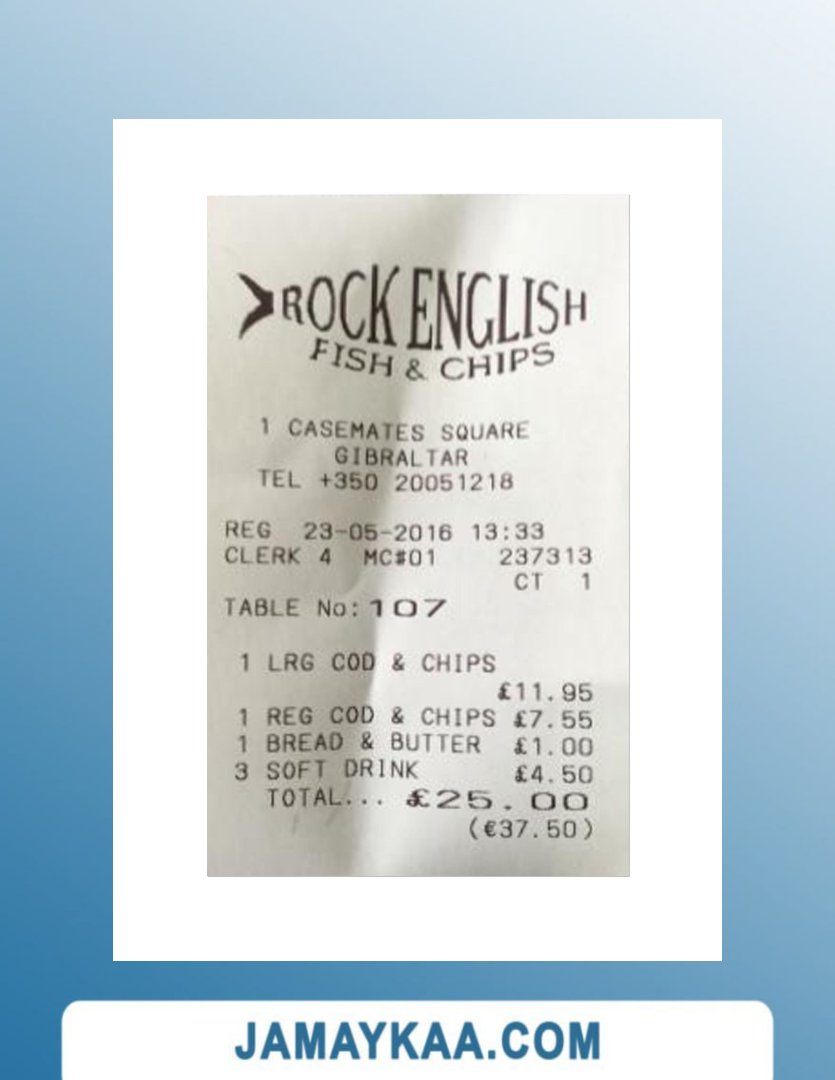 ROCK ENGLISH
FISH & CHIPS
1 CASEMATES SQUARE
GIBRALTAR
TEL +350 20051218
REG 23-05-2016 13:33
CLERK 4 MC#01 237313
CT 1
TABLE No: 107
1 LRG COD & CHIPS
£11.95
1 REG COD & CHIPS £7.55
1 BREAD & BUTTER £1.00
3 SOFT DRINK £4.50
TOTAL... £25.00
(€37.50)
JAMAYKAA.COM